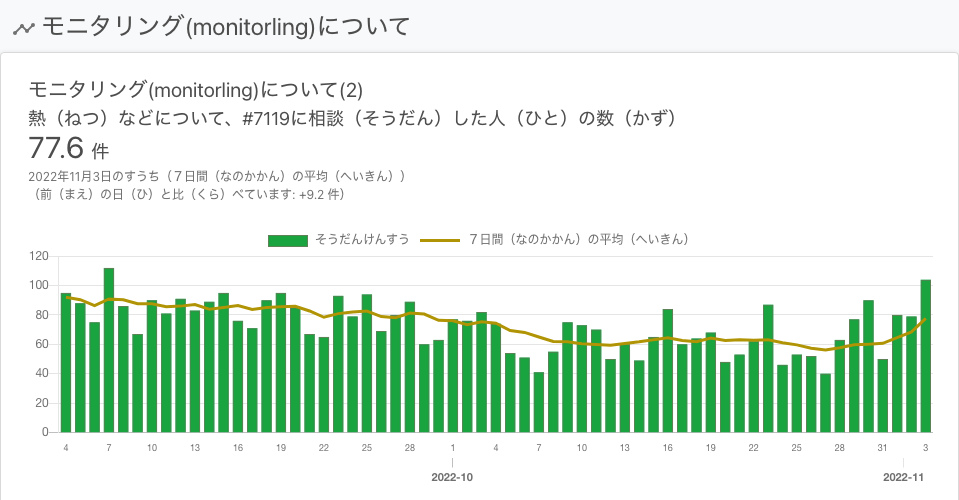 モニタリング(monitorling)について
モニタリング(monitorling)について(2)
熱（ねつ）などについて、#7119に相談（そうだん）した人（ひと）の数（かず）
77.6 件
2022年11月3日のすうち（７日間（なのかかん）の平均（へいきん））
（前（まえ）の日（ひ）と比（くら）べています: +9.2 件）
そうだんけんすう ７日間（なのかかん）の平均（へいきん）
120
100
80
60
40
20
0
4 7 10 13 16 19 22 25 28 1 4 7 10 13 16 19 22 25 28 31 3
2022-10 2022-11